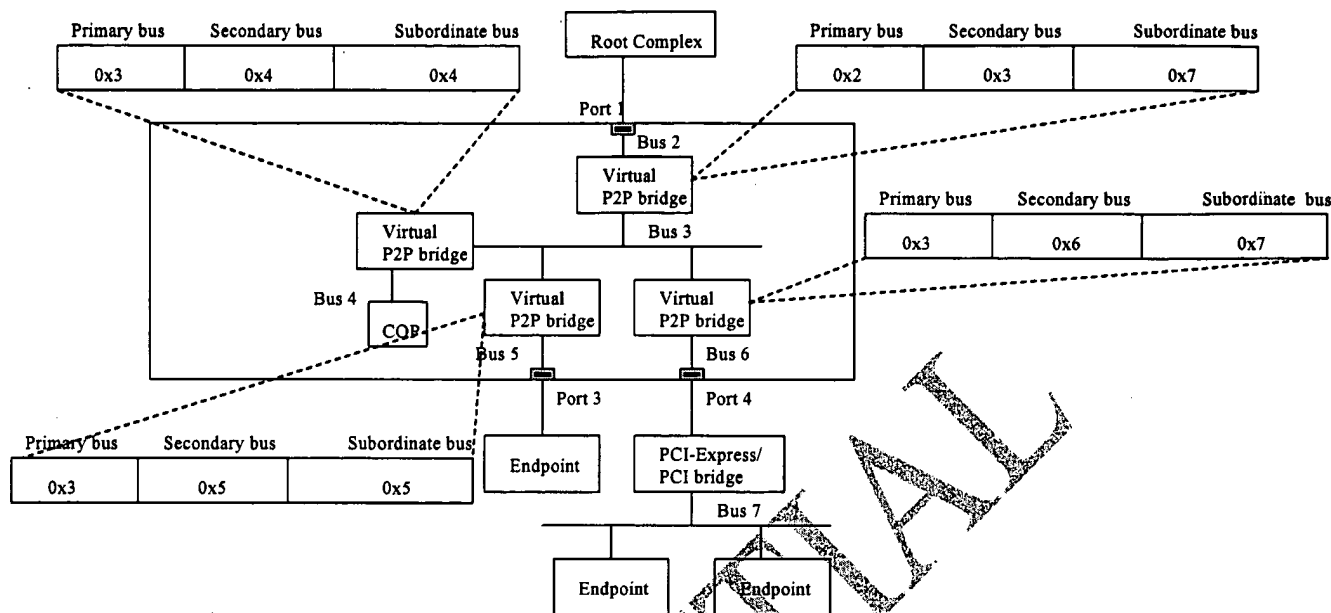 Primary bus Secondary bus Subordinate bus
0x3 0x4 0x4
Root Complex
Primary bus Secondary bus Subordinate bus
0x2 0x3 0x7
Port 1
Bus 2
Virtual
P2P bridge
Primary bus Secondary bus Subordinate bus
0x3 0x6 0x7
Virtual
P2P bridge
Bus 3
Bus 4
CQP
Virtual
P2P bridge
Virtual
P2P bridge
Bus 5
Bus 6
Port 3
Port 4
Primary bus Secondary bus Subordinate bus
0x3 0x5 0x5
Endpoint
PCI-Express/
PCI bridge
Bus 7
Endpoint
Endpoint